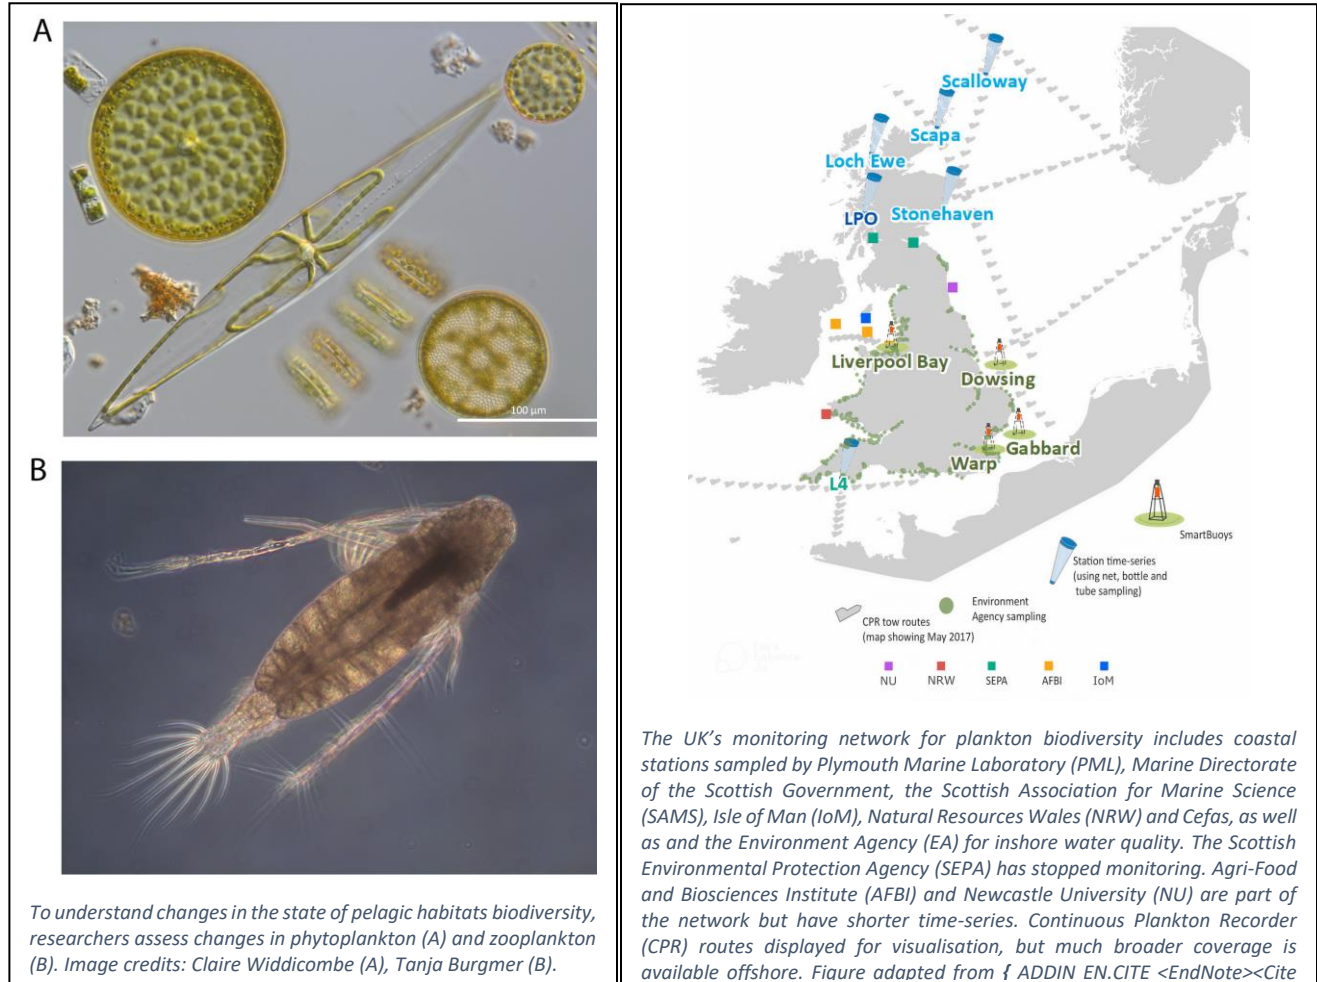 A
100 µm
B
To understand changes in the state of pelagic habitats biodiversity,
researchers assess changes in phytoplankton (A) and zooplankton
(B). Image credits: Claire Widdicombe (A), Tanja Burgmer (B).
Scalloway
Scapa
Loch Ewe
LPO
Stonehaven
Liverpool Bay
Dowsing
Gabbard
Warp
L4
SmartBuoys
Station time-series
(using net, bottle and
tube sampling)
Environment
Agency sampling
CPR tow routes
(map showing May 2017)
NU NRW SEPA AFBI IoM
The UK's monitoring network for plankton biodiversity includes coastal
stations sampled by Plymouth Marine Laboratory (PML), Marine Directorate
of the Scottish Government, the Scottish Association for Marine Science
(SAMS), Isle of Man (IoM), Natural Resources Wales (NRW) and Cefas, as well
as and the Environment Agency (EA) for inshore water quality. The Scottish
Environmental Protection Agency (SEPA) has stopped monitoring. Agri-Food
and Biosciences Institute (AFBI) and Newcastle University (NU) are part of
the network but have shorter time-series. Continuous Plankton Recorder
(CPR) routes displayed for visualisation, but much broader coverage is
available offshore. Figure adapted from { ADDIN EN.CITE <EndNote><Cite